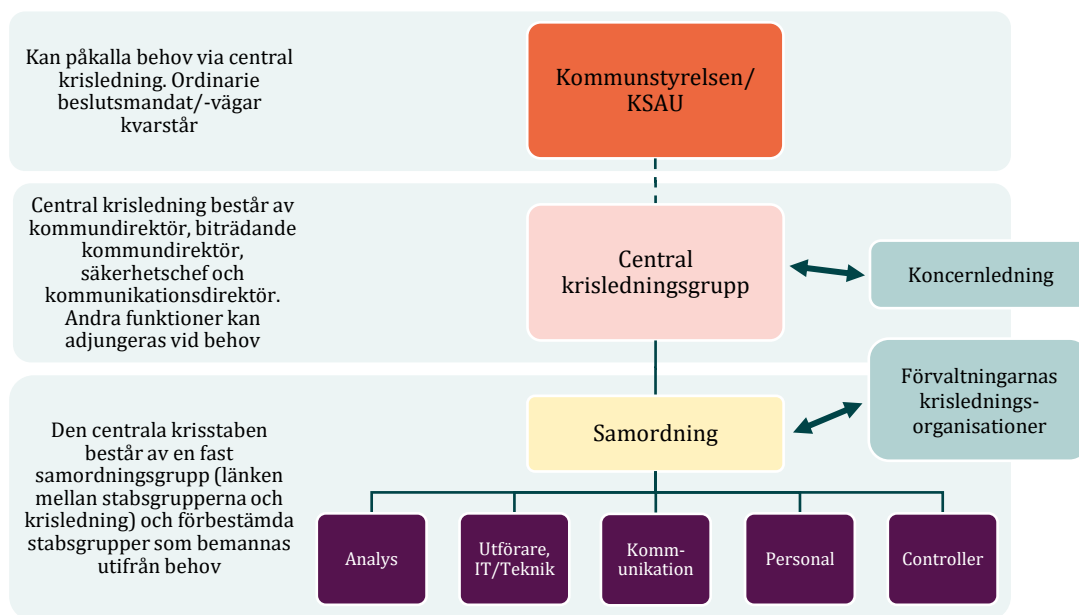 Kan påkalla behov via central
krisledning. Ordinarie
beslutsmandat/-vägar
kvarstår
Kommunstyrelsen/
KSAU
Central krisledning består av
kommundirektör, biträdande
kommundirektör,
säkerhetschef och
kommunikationsdirektör.
Andra funktioner kan
adjungeras vid behov
Central
krisledningsgrupp
Koncernledning
Förvaltningarnas
krislednings-
organisationer
Den centrala krisstaben
består av en fast
samordningsgrupp (länken
mellan stabsgrupperna och
krisledning) och förbestämda
stabsgrupper som bemannas
utifrån behov
Samordning
Analys
Utförare,
IT/Teknik
Komm-
unikation
Personal
Controller